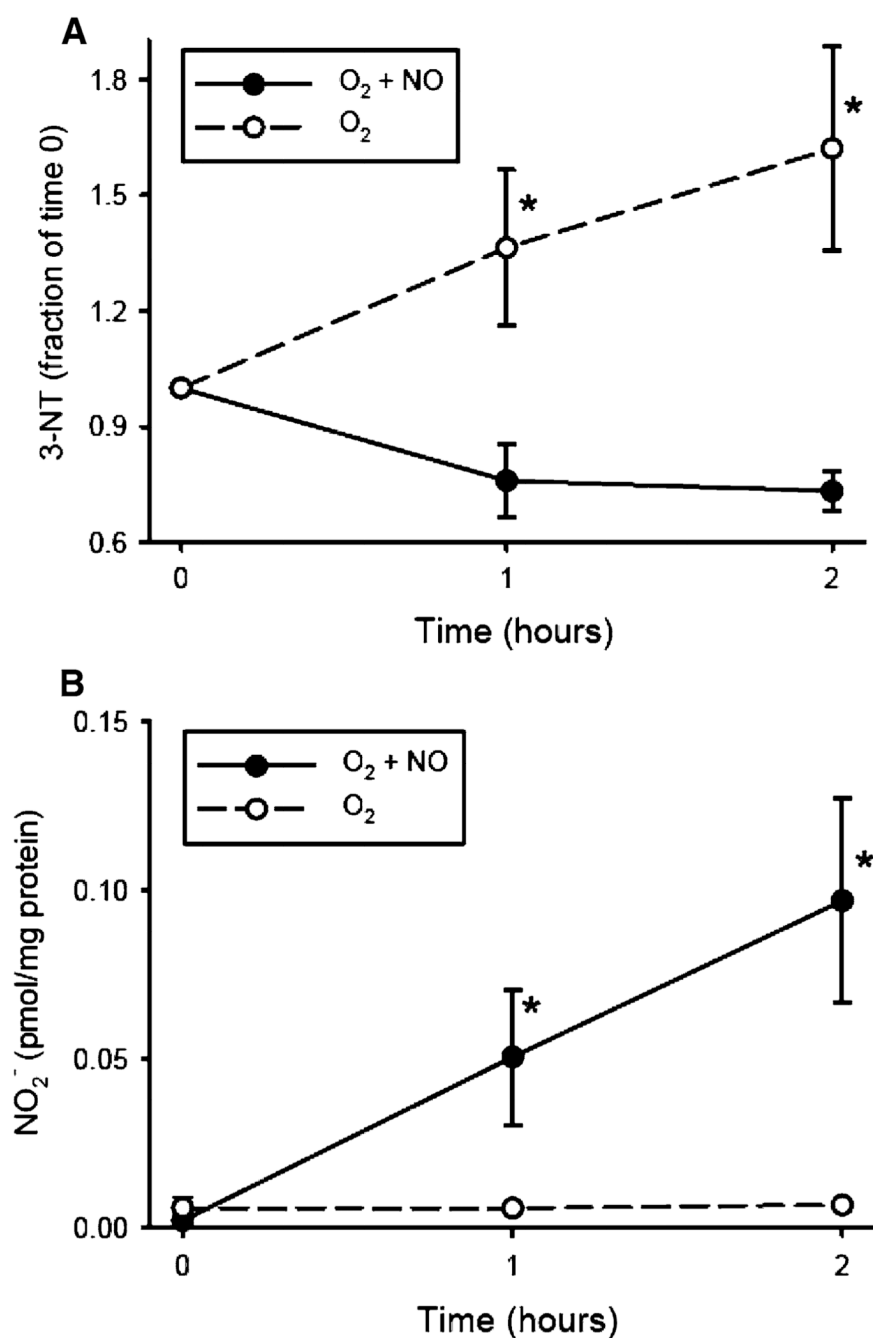 A
O₂ + NO
O₂
3-NT (fraction of time 0)
1.8
1.5
1.2
0.9
0.6
*
*
0
1
2
Time (hours)
B
O₂ + NO
O₂
NO₂⁻ (pmol/mg protein)
0.15
0.10
0.05
0.00
*
*
0
1
2
Time (hours)